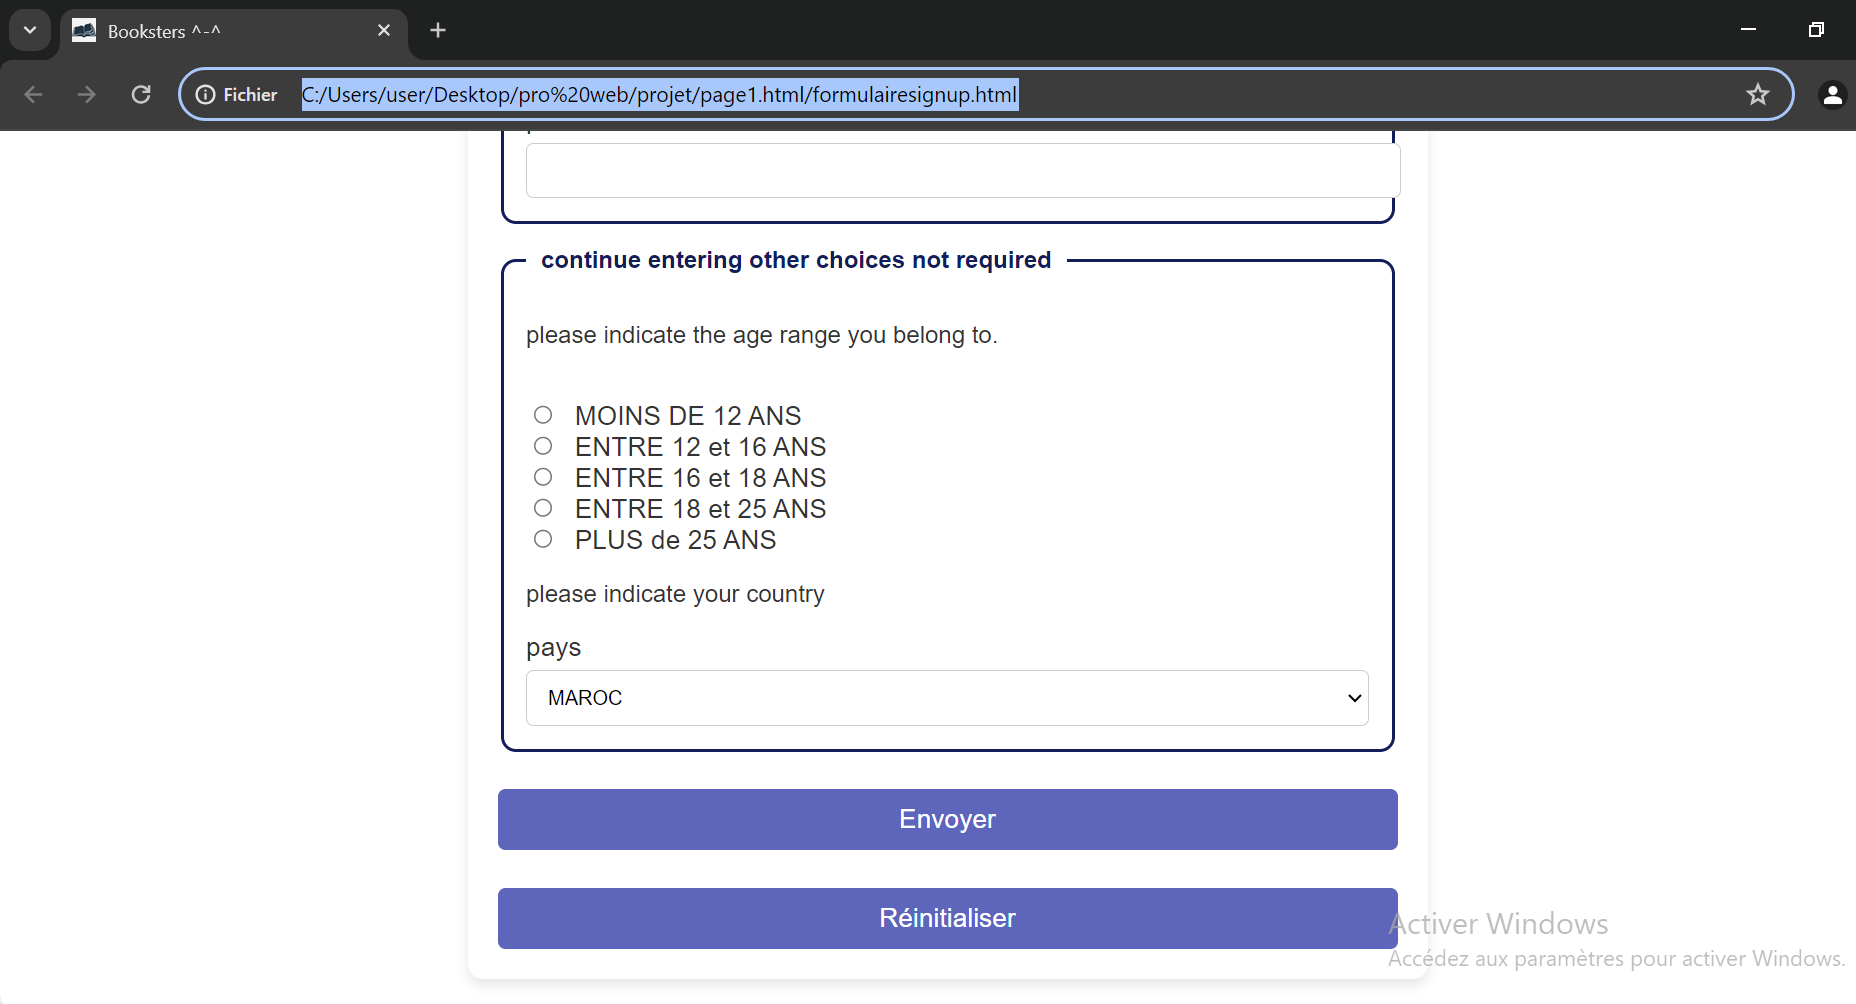 Booksters ^-^
Fichier C:/Users/user/Desktop/pro%20web/projet/page1.html/formulairesignup.html
continue entering other choices not required
please indicate the age range you belong to.
MOINS DE 12 ANS
ENTRE 12 et 16 ANS
ENTRE 16 et 18 ANS
ENTRE 18 et 25 ANS
PLUS de 25 ANS
please indicate your country
pays
MAROC
Envoyer
Réinitialiser
Activer Windows
Accédez aux paramètres pour activer Windows.